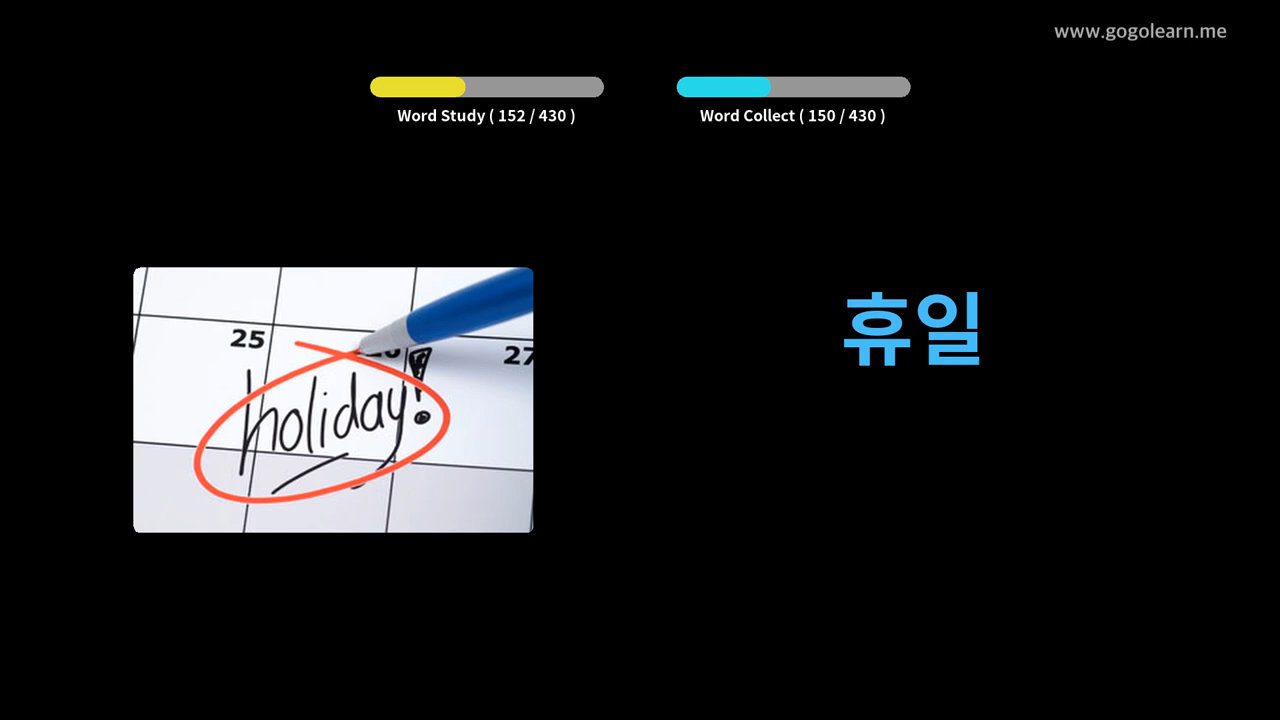 www.gogolearn.me
Word Study ( 152 / 430 )
Word Collect ( 150 / 430 )
25
27
holiday!
휴일